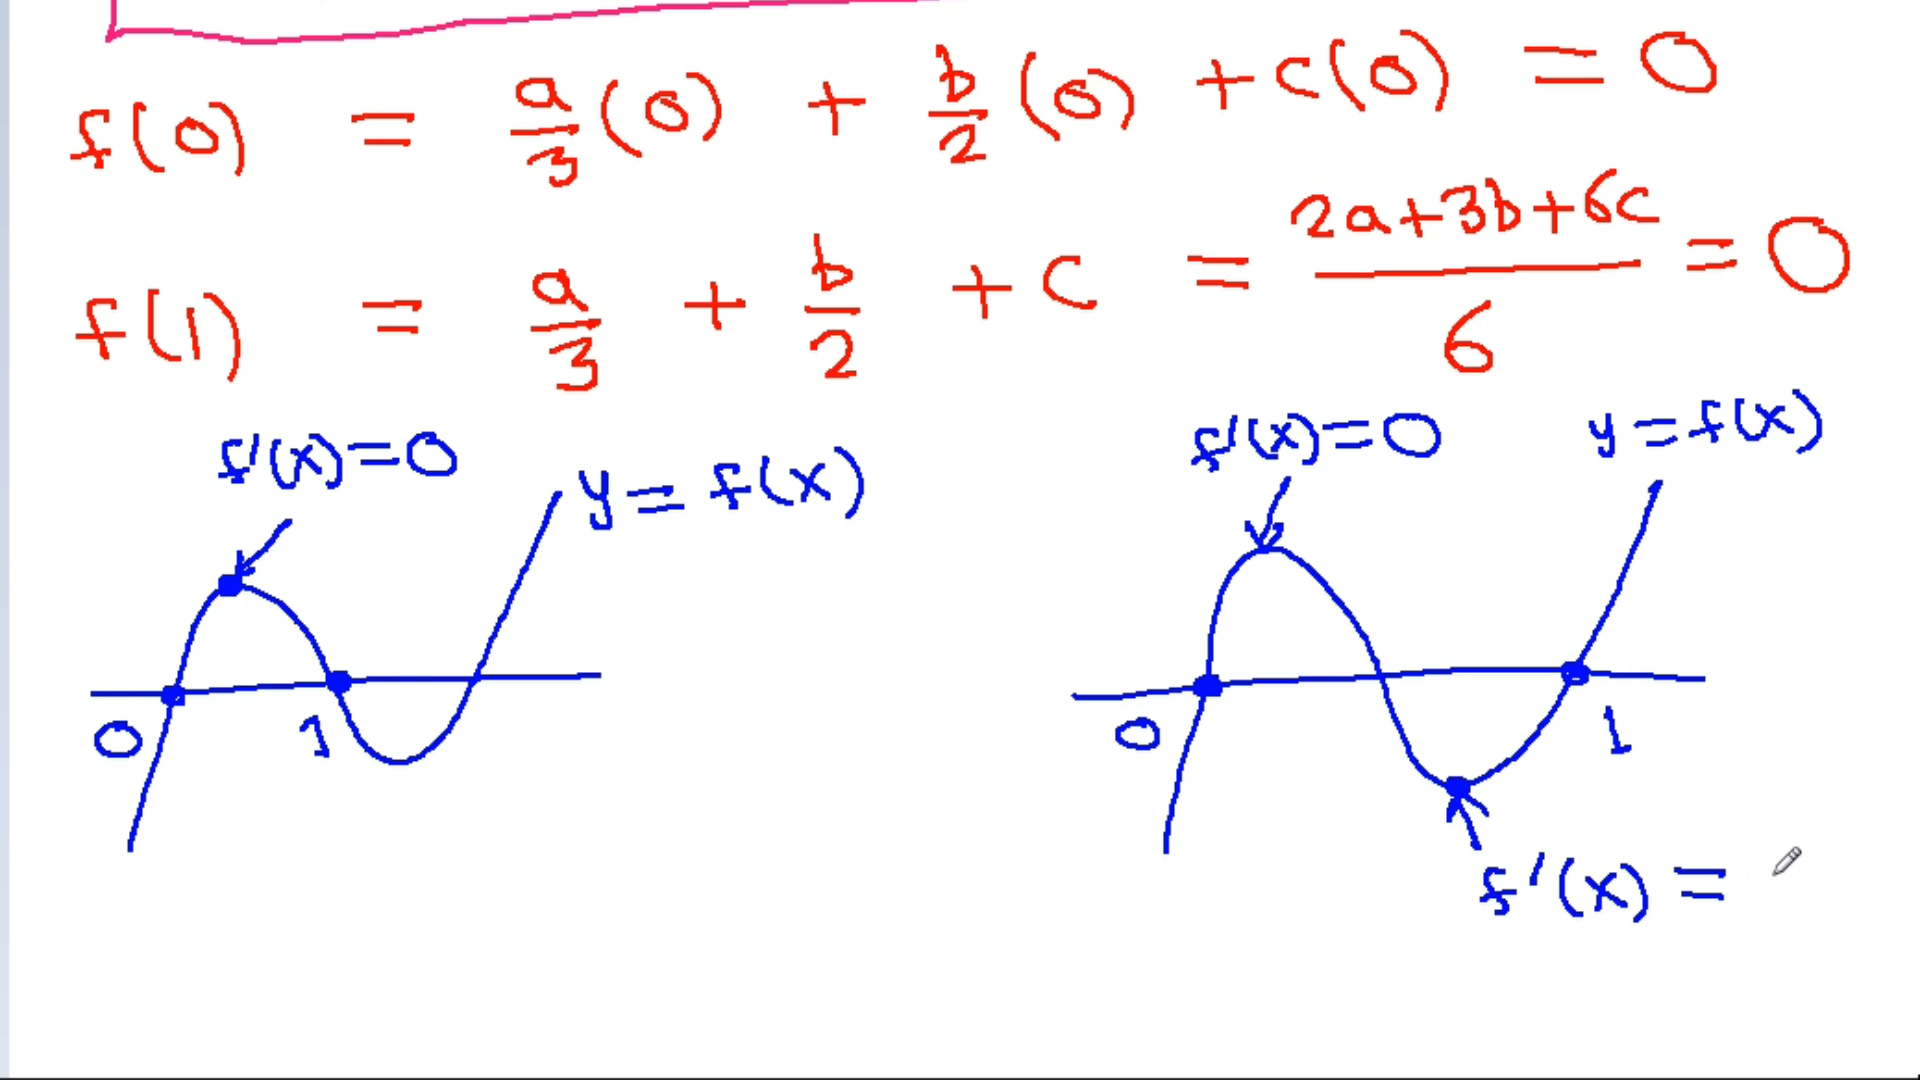 f(0) = a/3 (0) + b/2 (0) + c(0) = 0
f(1) = a/3 + b/2 + c = 2a+3b+6c/6 = 0
f'(x)=0 y=f(x) f'(x)=0 y=f(x)
0 1 0 1
f'(x) =